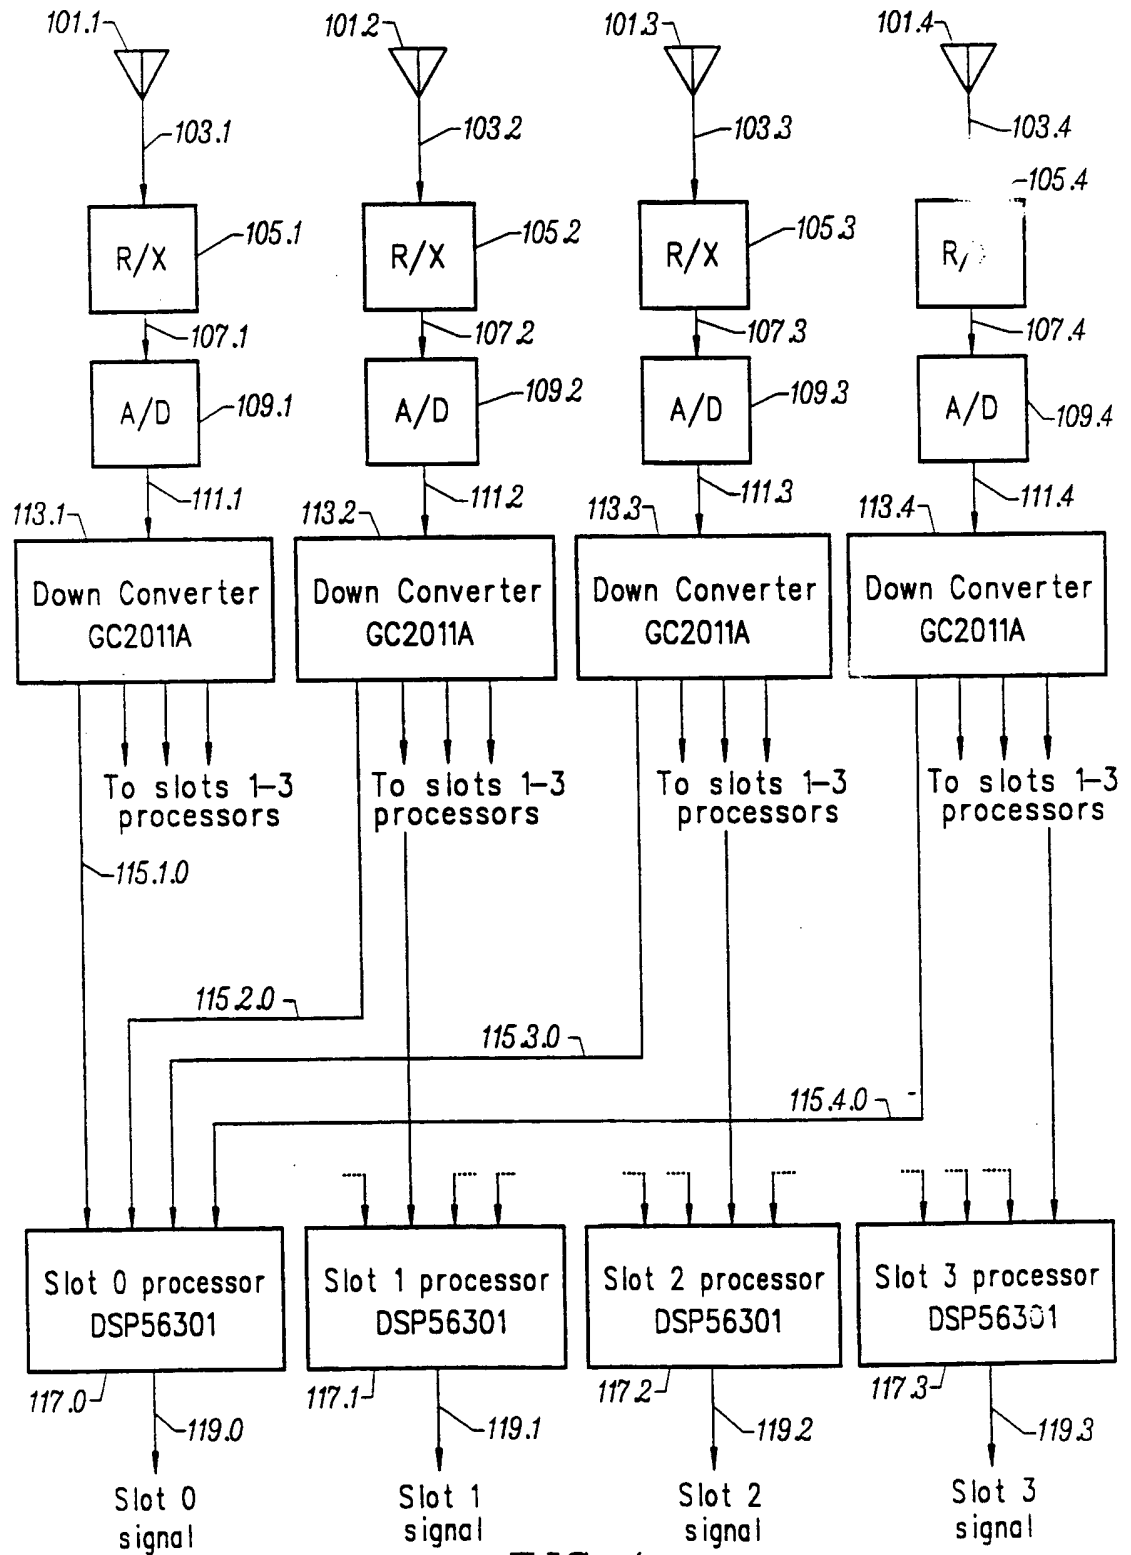 101.1 101.2 101.3 101.4
103.1 103.2 103.3 103.4
105.4
105.1 105.2 105.3
R/X R/X R/X R/
107.1 107.2 107.3 107.4
109.1 109.2 109.3 109.4
A/D A/D A/D A/D
111.1 111.2 111.3 111.4
113.1 113.2 113.3 113.4
Down Converter Down Converter Down Converter Down Converter
GC2011A GC2011A GC2011A GC2011A
To slots 1-3 To slots 1-3 To slots 1-3 To slots 1-3
processors processors processors processors
115.1.0
115.2.0
115.3.0
115.4.0
Slot 0 processor Slot 1 processor Slot 2 processor Slot 3 processor
DSP56301 DSP56301 DSP56301 DSP56301
117.0 117.1 117.2 117.3
119.0 119.1 119.2 119.3
Slot 0 Slot 1 Slot 2 Slot 3
signal signal signal signal